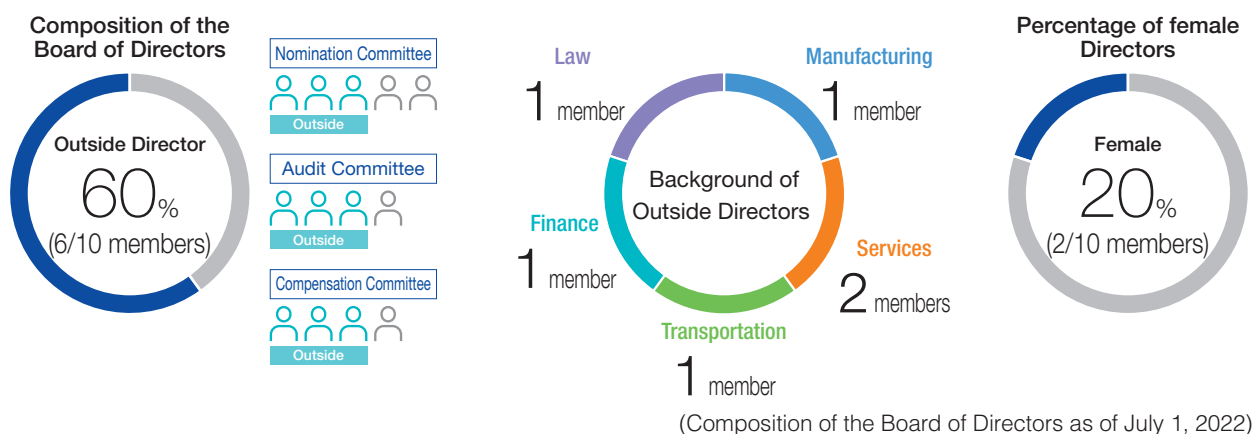 Composition of the
Board of Directors
Outside Director
60%
(6/10 members)
Nomination Committee
Outside
Audit Committee
Outside
Compensation Committee
Outside
Law
1 member
Manufacturing
1 member
Background of
Outside Directors
Finance
1 member
Services
2 members
Transportation
1 member
Percentage of female
Directors
Female
20%
(2/10 members)
(Composition of the Board of Directors as of July 1, 2022)